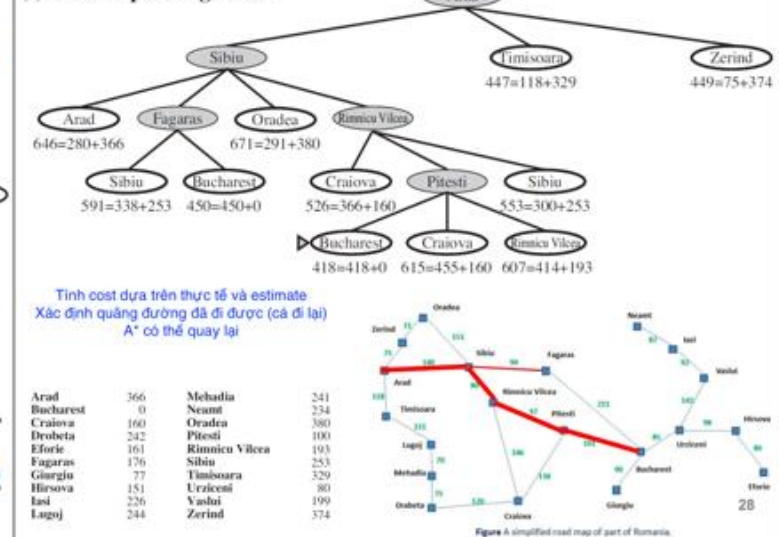 Sibiu
Timisoara
447=118+329
Zerind
449=75+374
Arad
646=280+366
Fagaras
Oradea
671=291+380
Rimnicu Vilcea
Sibiu
591=338+253
Bucharest
450=450+0
Craiova
526=366+160
Pitesti
Sibiu
553=300+253
Bucharest
418=418+0
Craiova
615=455+160
Rimnicu Vilcea
607=414+193
Tính cost dựa trên thực tế và estimate
Xác định quãng đường đã đi được (cả đi lại)
A* có thể quay lại
Arad 366 Mehadia 241
Bucharest 0 Neamt 234
Craiova 160 Oradea 380
Drobeta 242 Pitesti 100
Eforie 161 Rimnicu Vilcea 193
Fagaras 176 Sibiu 253
Giurgiu 77 Timisoara 329
Hirsova 151 Urziceni 80
Iasi 226 Vaslui 199
Lugoj 244 Zerind 374
Oradea
Neamt
Zerind
Iasi
151
Sibiu
Fagaras
Vaslui
Arad
Rimnicu Vilcea
Timisoara
Pitesti
Hirsova
Lugoj
Urziceni
Bucharest
Mehadia
Eforie
Giurgiu
Craiova
28
Figure A simplified road map of part of Romania.